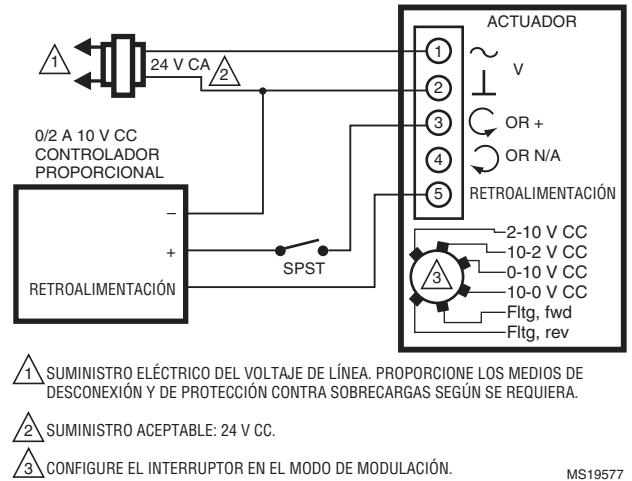 ACTUADOR
1
24 V CA
2
1
V
2
0/2 A 10 V CC
CONTROLADOR
PROPORCIONAL
3
OR +
4
OR N/A
5
RETROALIMENTACIÓN
–
+
SPST
RETROALIMENTACIÓN
3
2-10 V CC
10-2 V CC
0-10 V CC
10-0 V CC
Fltg, fwd
Fltg, rev
1 SUMINISTRO ELÉCTRICO DEL VOLTAJE DE LÍNEA. PROPORCIONE LOS MEDIOS DE
DESCONEXIÓN Y DE PROTECCIÓN CONTRA SOBRECARGAS SEGÚN SE REQUIERA.
2 SUMINISTRO ACEPTABLE: 24 V CC.
3 CONFIGURE EL INTERRUPTOR EN EL MODO DE MODULACIÓN.
MS19577